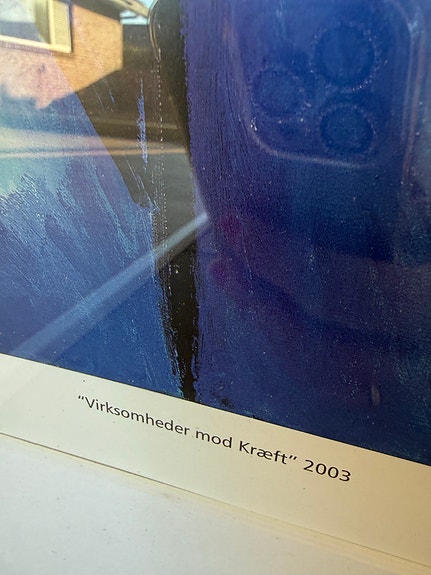 “Virksomheder mod Kræft” 2003